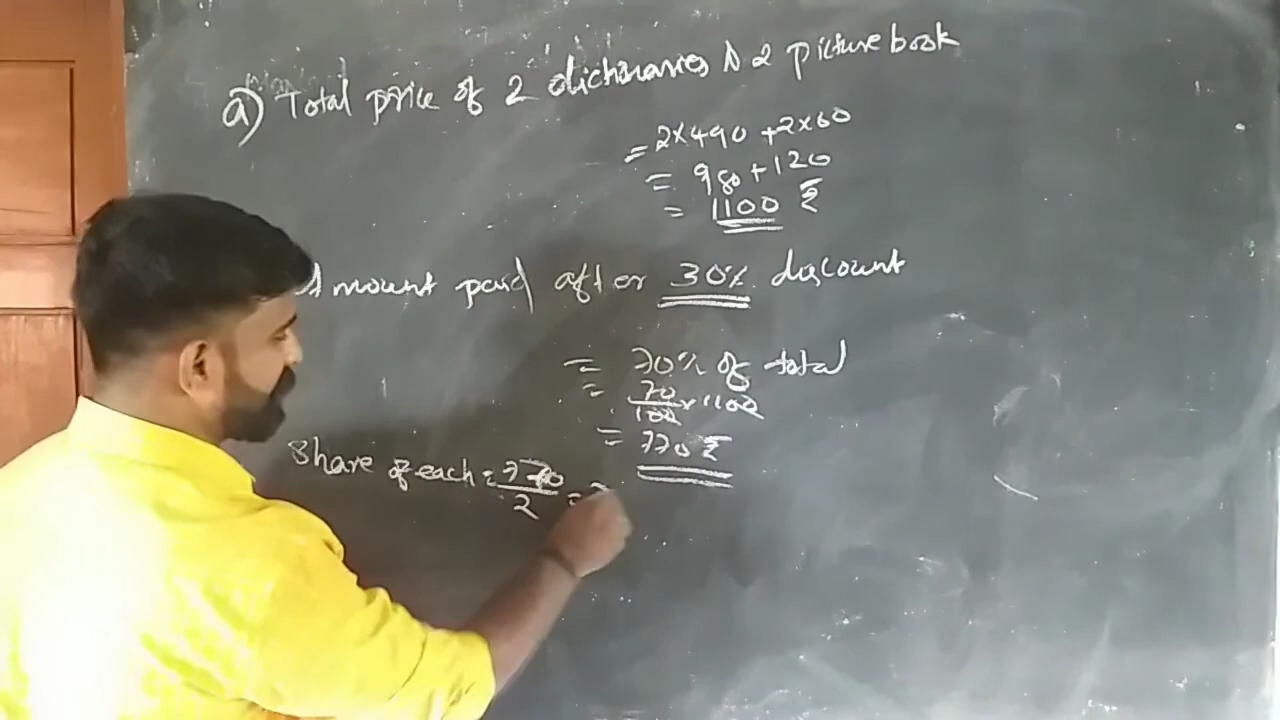 a) Total price of 2 dictionaries & 2 picture book
= 2×490 + 2×60
= 980 + 120
= 1100 ₹
Amount paid after 30% discount
= 70% of total
= 70/100 × 1100
= 770 ₹
Share of each = 770/2 =